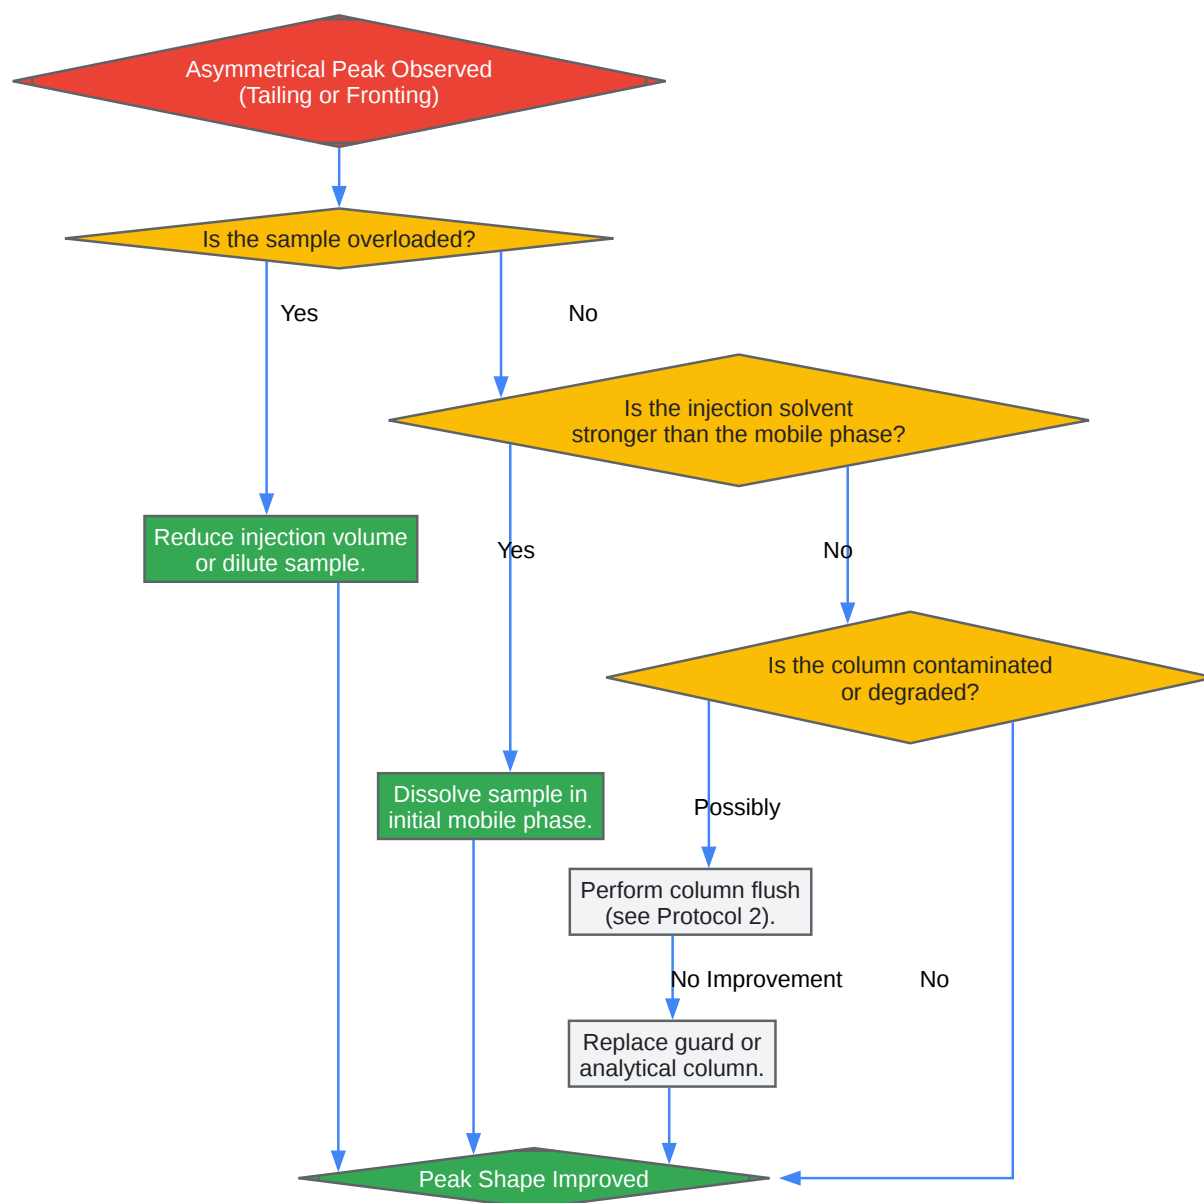 Asymmetrical Peak Observed
(Tailing or Fronting)
Is the sample overloaded?
Yes
No
Is the injection solvent
stronger than the mobile phase?
Reduce injection volume
or dilute sample.
Yes
No
Is the column contaminated
or degraded?
Dissolve sample in
initial mobile phase.
Possibly
Perform column flush
(see Protocol 2).
No Improvement
No
Replace guard or
analytical column.
Peak Shape Improved